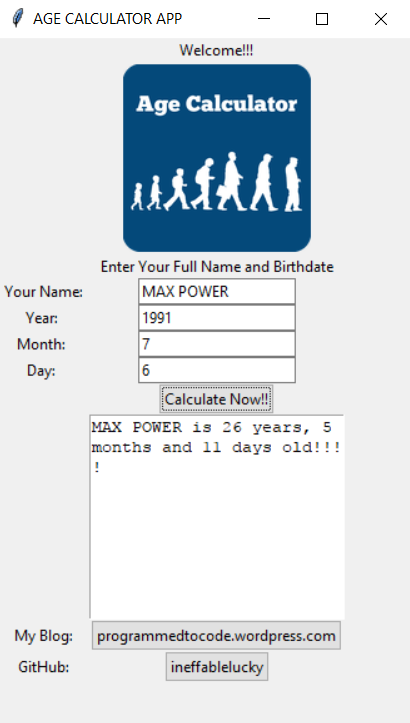 AGE CALCULATOR APP
Welcome!!!
Age Calculator
Enter Your Full Name and Birthdate
Your Name: MAX POWER
Year: 1991
Month: 7
Day: 6
Calculate Now!!
MAX POWER is 26 years, 5
months and 11 days old!!!
!
My Blog: programmedtocode.wordpress.com
GitHub: ineffablelucky